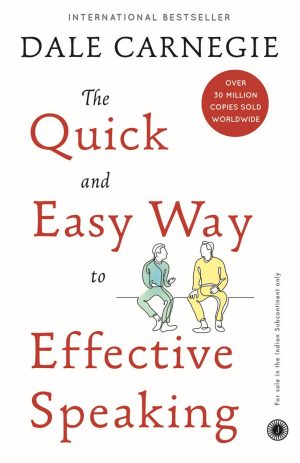 INTERNATIONAL BESTSELLER
DALE CARNEGIE
OVER
30 MILLION
COPIES SOLD
WORLDWIDE
The
Quick
and
Easy Way
to
Effective
Speaking
For sale in the Indian Subcontinent only
J